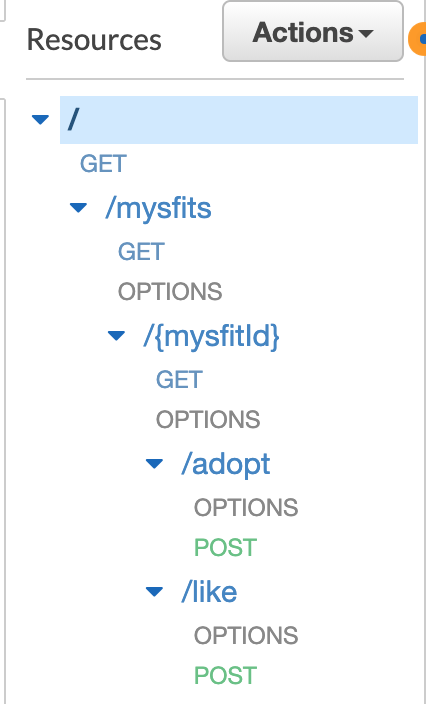 Resources
Actions
/
GET
/mysfits
GET
OPTIONS
/{mysfitId}
GET
OPTIONS
/adopt
OPTIONS
POST
/like
OPTIONS
POST